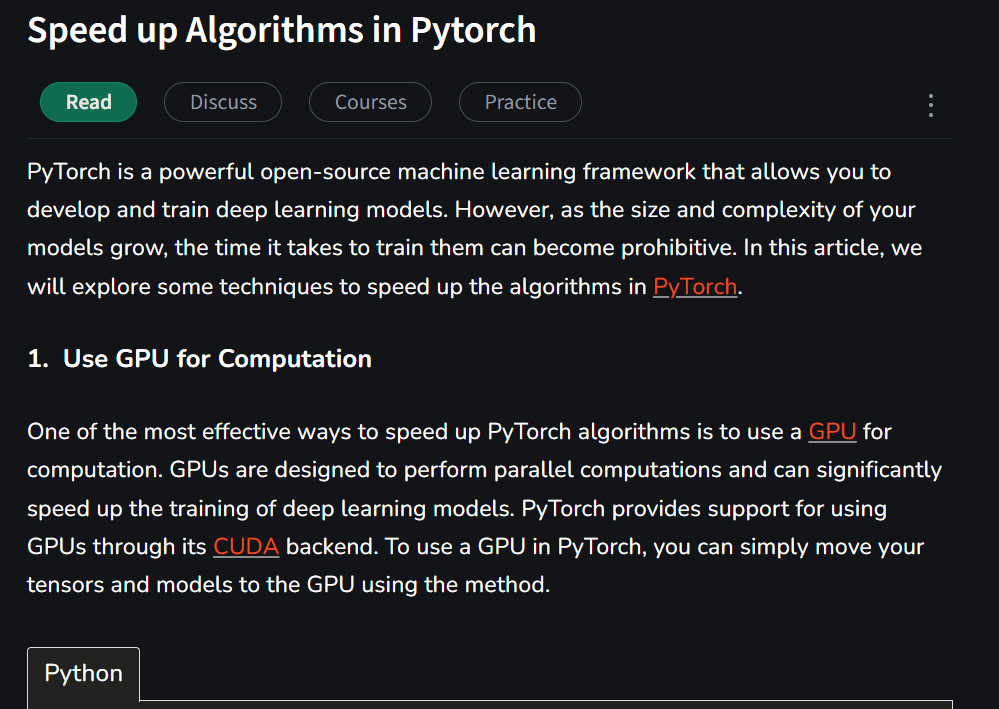 Speed up Algorithms in Pytorch
Read Discuss Courses Practice
PyTorch is a powerful open-source machine learning framework that allows you to
develop and train deep learning models. However, as the size and complexity of your
models grow, the time it takes to train them can become prohibitive. In this article, we
will explore some techniques to speed up the algorithms in PyTorch.
1. Use GPU for Computation
One of the most effective ways to speed up PyTorch algorithms is to use a GPU for
computation. GPUs are designed to perform parallel computations and can significantly
speed up the training of deep learning models. PyTorch provides support for using
GPUs through its CUDA backend. To use a GPU in PyTorch, you can simply move your
tensors and models to the GPU using the method.
Python